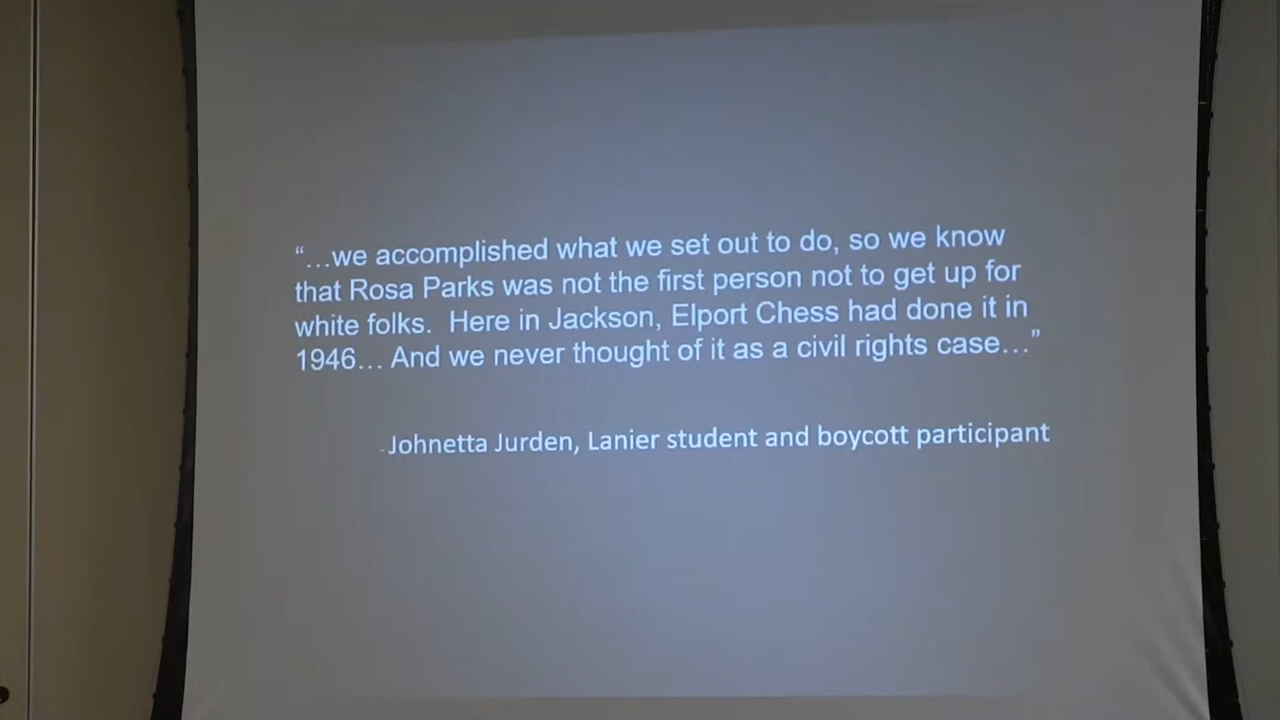 “…we accomplished what we set out to do, so we know
that Rosa Parks was not the first person not to get up for
white folks.  Here in Jackson, Elport Chess had done it in
1946… And we never thought of it as a civil rights case…”
-Johnetta Jurden, Lanier student and boycott participant